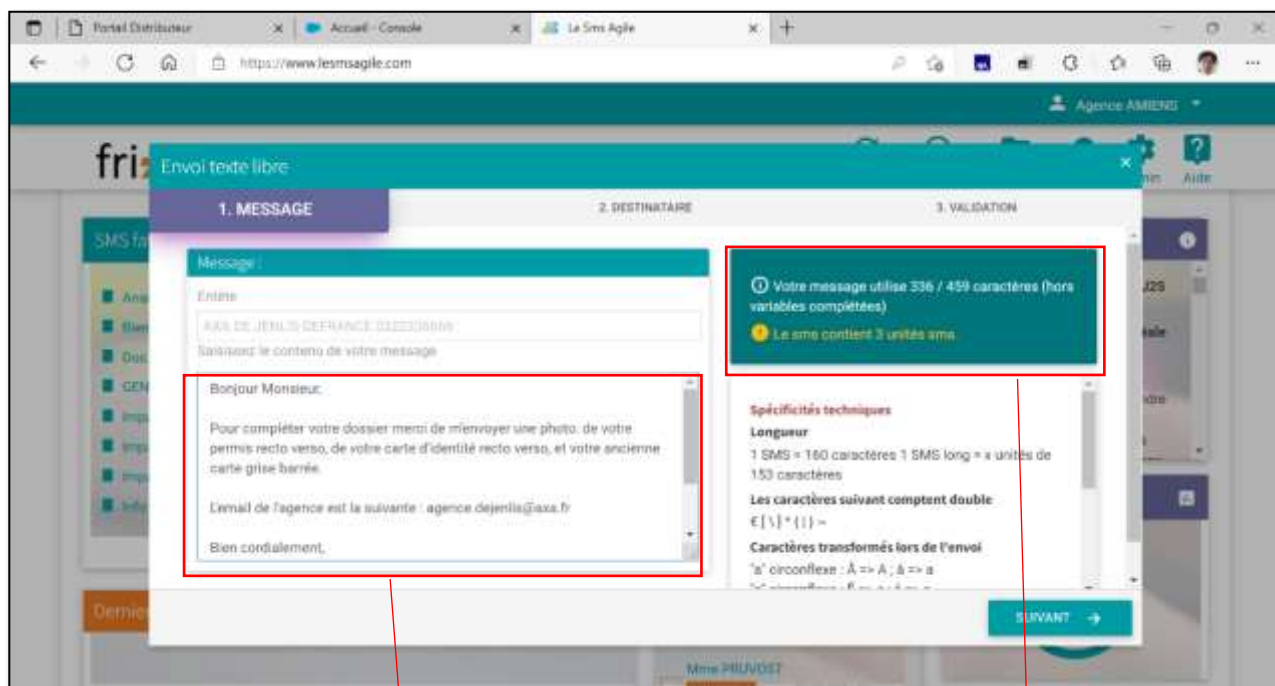 Portail Distributeur
Accueil - Console
Le Sms Agile
https://www.lesmsagile.com
Agence AMIENS
fri
Aide
Envoi texte libre
1. MESSAGE
2. DESTINATAIRE
3. VALIDATION
SMS fa
Message :
Entête
AXA DE JENLIS DEFRANCE
Saisissez le contenu de votre message
Bonjour Monsieur,
Pour compléter votre dossier merci de m'envoyer une photo. de votre
permis recto verso, de votre carte d'identité recto verso, et votre ancienne
carte grise barrée.
L'email de l'agence est la suivante : agence.dejenlis@axa.fr
Bien cordialement,
Votre message utilise 336 / 459 caractères (hors
variables complétées)
Le sms contient 3 unités sms.
Spécificités techniques
Longueur
1 SMS = 160 caractères 1 SMS long = x unités de
153 caractères
Les caractères suivant comptent double
Caractères transformés lors de l'envoi
"a" circonflexe : Â => A ; â => a
SUIVANT
Dernie
Mme PRUVOST